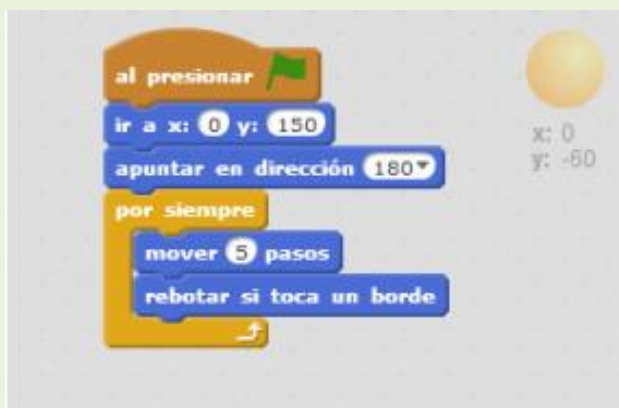 al presionar
ir a x: 0 y: 150
apuntar en dirección 180
por siempre
mover 5 pasos
rebotar si toca un borde
x: 0
y: -60